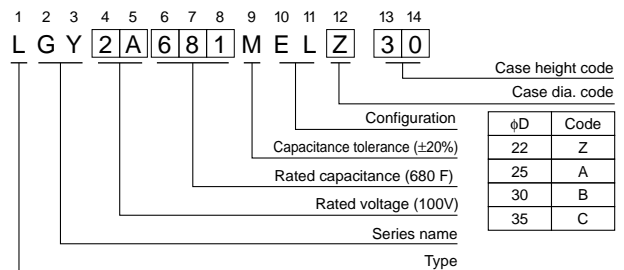 1 2 3 4 5 6 7 8 9 10 11 12 13 14
L G Y 2 A 6 8 1 M E L Z 3 0
Case height code
Case dia. code
Configuration
Capacitance tolerance (±20%)
Rated capacitance (680 F)
Rated voltage (100V)
Series name
Type
φD Code
22 Z
25 A
30 B
35 C